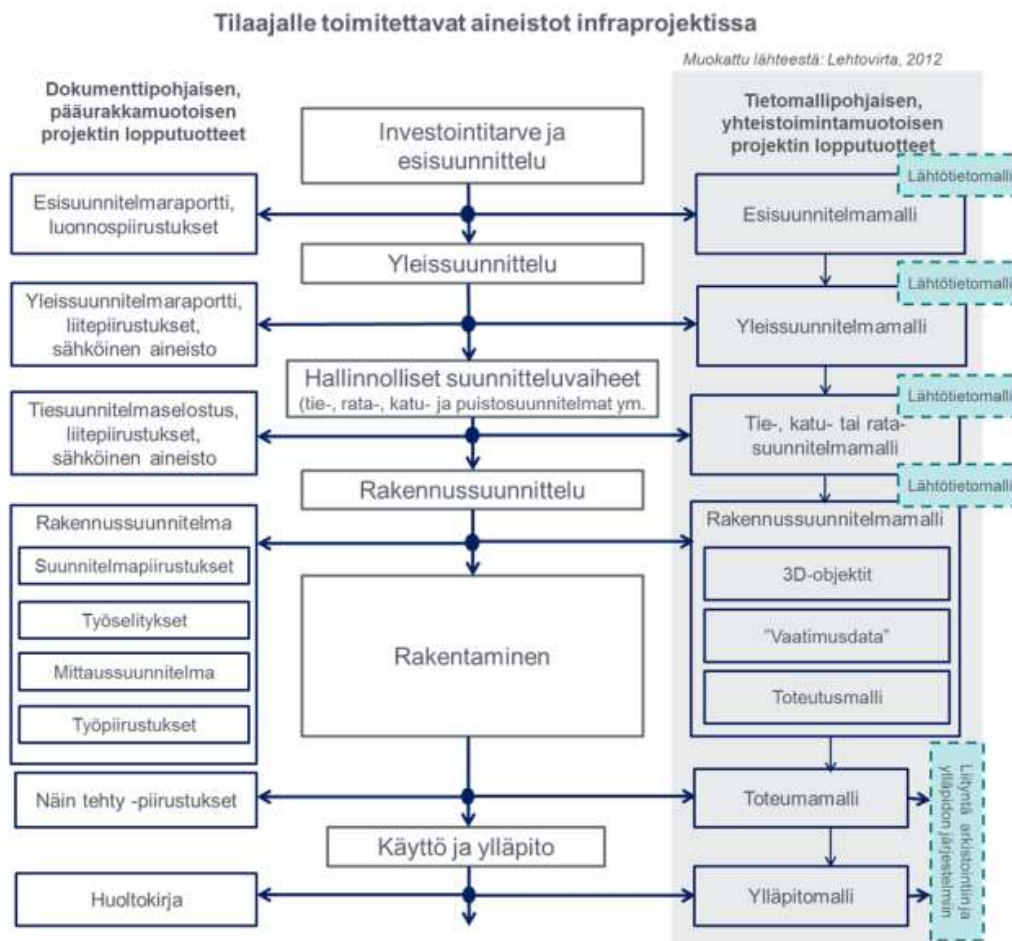 Tilaajalle toimitettavat aineistot infraprojektissa
Muokattu lähteestä: Lehtovirta, 2012
Dokumenttipohjaisen,
pääurakkamuotoisen
projektin lopputuotteet
Investointitarve ja
esisuunnittelu
Tietomallipohjaisen,
yhteistoimintamuotoisen
projektin lopputuotteet
Lähtötietomalli
Esisuunnitelmaraportti,
luonnospiirustukset
Esisuunnitelmamalli
Yleissuunnittelu
Lähtötietomalli
Yleissuunnitelmaraportti,
liitepiirustukset,
sähköinen aineisto
Yleissuunnitelmamalli
Hallinnolliset suunnitteluvaiheet
(tie-, rata-, katu- ja puistosuunnitelmat ym.
Lähtötietomalli
Tiesuunnitelmaselostus,
liitepiirustukset,
sähköinen aineisto
Tie-, katu- tai rata-
suunnitelmamalli
Rakennussuunnittelu
Lähtötietomalli
Rakennussuunnitelma
Suunnitelmapiirustukset
Työselitykset
Mittaussuunnitelma
Työpiirustukset
Rakentaminen
Rakennussuunnitelmamalli
3D-objektit
"Vaatimusdata"
Toteutusmalli
Näin tehty -piirustukset
Toteumamalli
Käyttö ja ylläpito
Huoltokirja
Ylläpitomalli
Liityntä arkistointiin ja
ylläpidon järjestelmiin